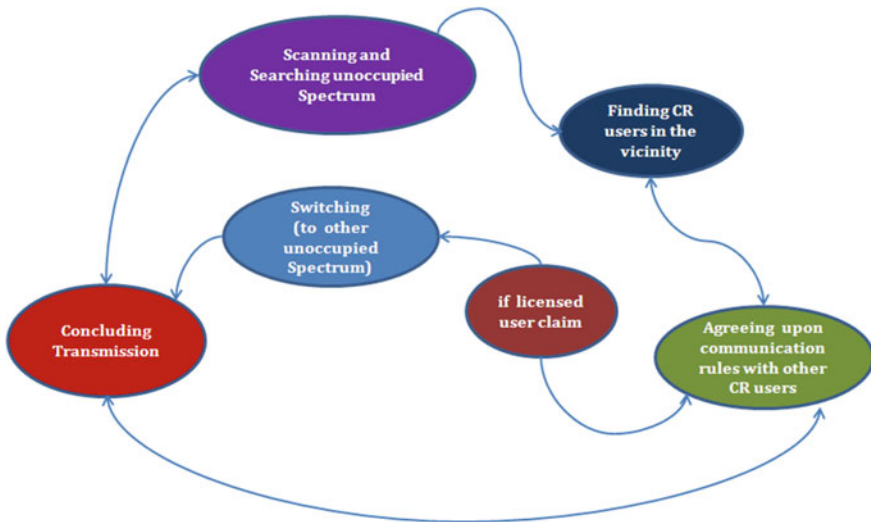 Scanning and
Searching unoccupied
Spectrum
Finding CR
users in the
vicinity
Switching
(to other
unoccupied
Spectrum)
if licensed
user claim
Concluding
Transmission
Agreeing upon
communication
rules with other
CR users